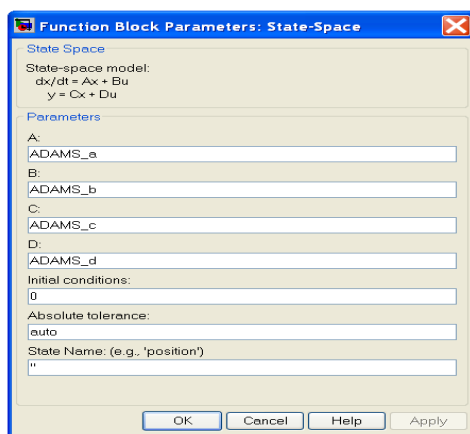 Function Block Parameters: State-Space
State Space
State-space model:
dx/dt = Ax + Bu
y = Cx + Du
Parameters
A:
ADAMS_a
B:
ADAMS_b
C:
ADAMS_c
D:
ADAMS_d
Initial conditions:
0
Absolute tolerance:
auto
State Name: (e.g., 'position')
''
OK Cancel Help Apply